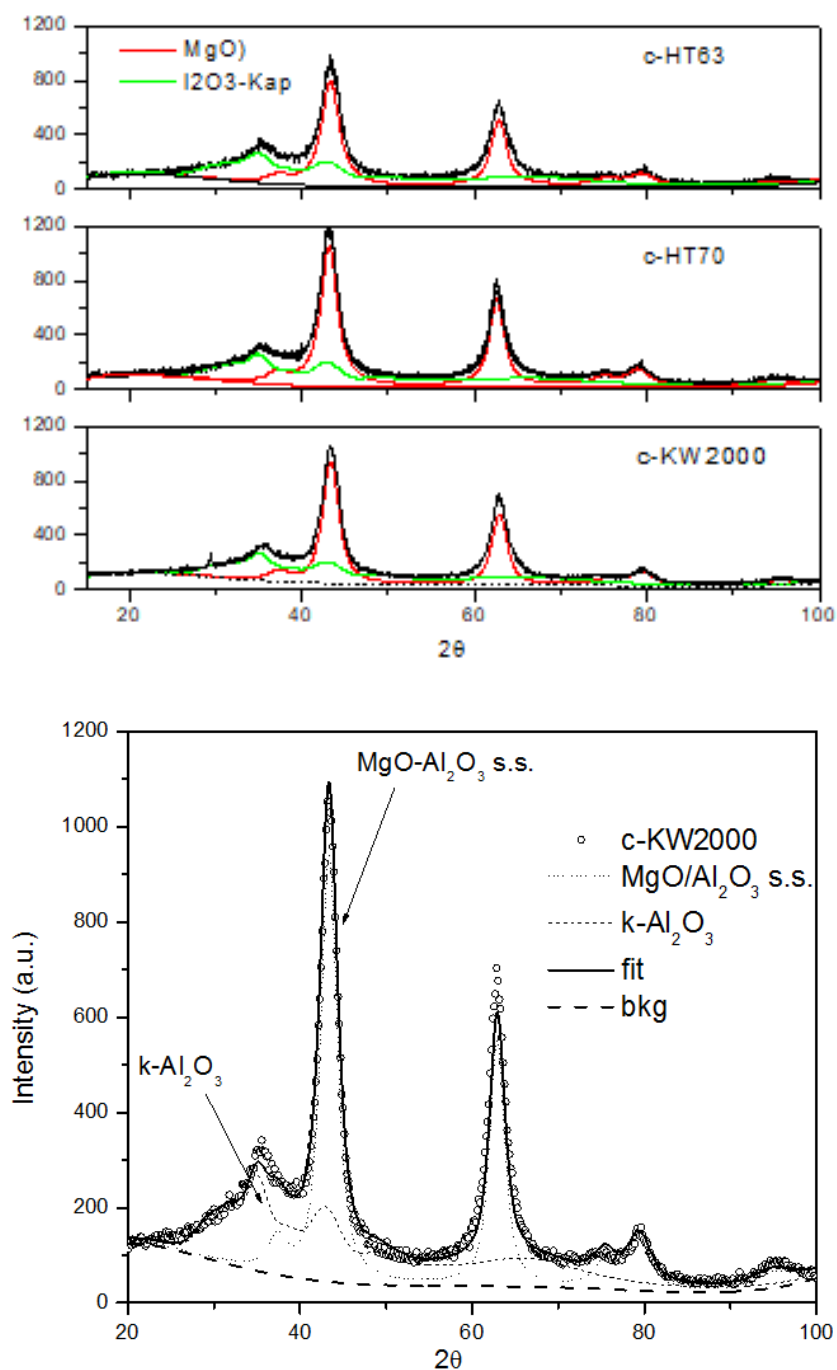 1200
MgO)
c-HT63
I2O3-Kap
800
400
0
1200
c-HT70
800
400
0
1200
c-KW2000
800
400
0
20 40 60 80 100
2θ
1200
MgO-Al₂O₃ s.s.
1000
c-KW2000
MgO/Al₂O₃ s.s.
800
k-Al₂O₃
fit
600
bkg
k-Al₂O₃
Intensity (a.u.)
400
200
0
20 40 60 80 100
2θ